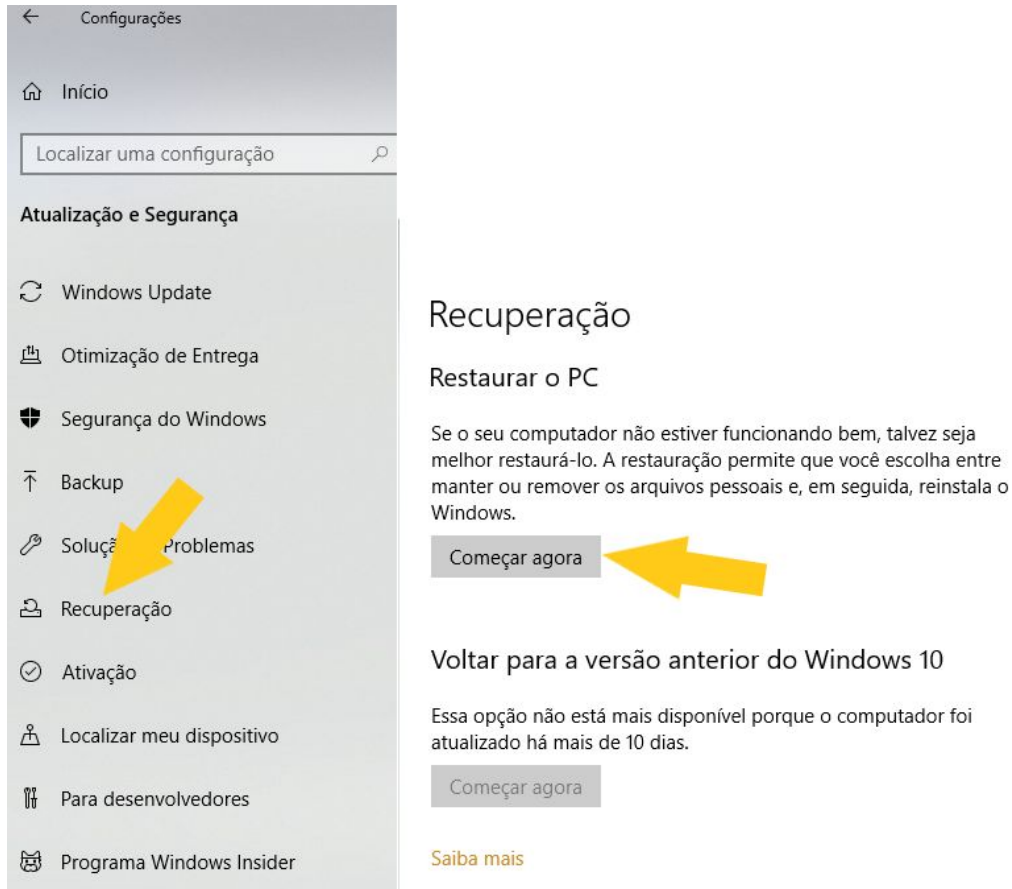 Configurações
Início
Localizar uma configuração
Atualização e Segurança
Windows Update
Otimização de Entrega
Segurança do Windows
Backup
Problemas
Recuperação
Ativação
Localizar meu dispositivo
Para desenvolvedores
Programa Windows Insider
Recuperação
Restaurar o PC
Se o seu computador não estiver funcionando bem, talvez seja
melhor restaurá-lo. A restauração permite que você escolha entre
manter ou remover os arquivos pessoais e, em seguida, reinstala o
Windows.
Começar agora
Voltar para a versão anterior do Windows 10
Essa opção não está mais disponível porque o computador foi
atualizado há mais de 10 dias.
Começar agora
Saiba mais